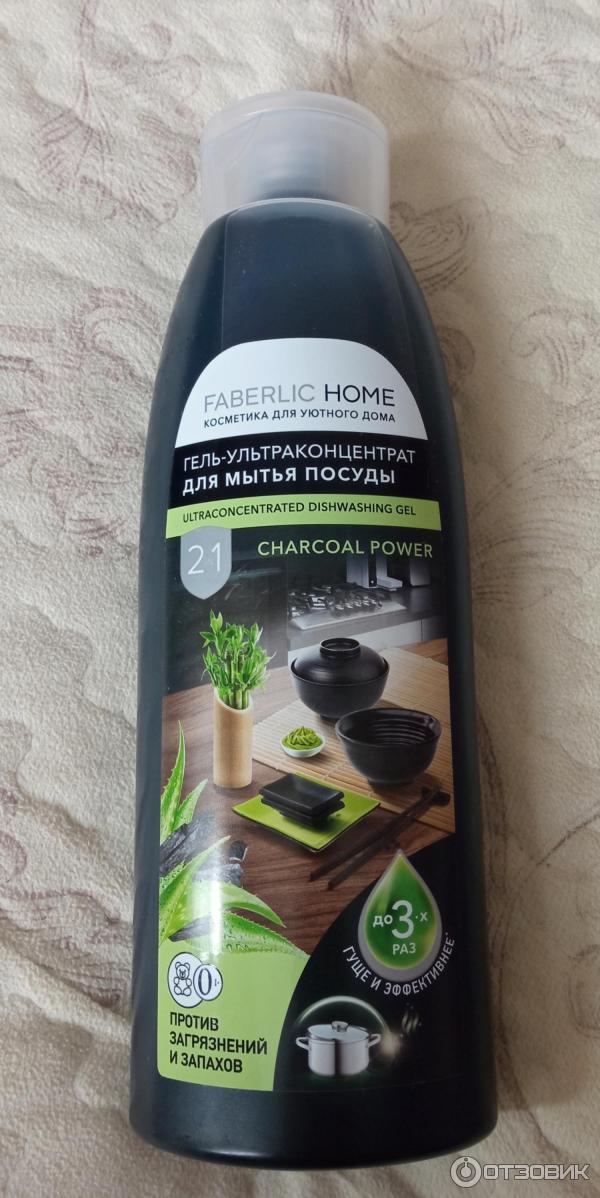 FABERLIC HOME
КОСМЕТИКА ДЛЯ УЮТНОГО ДОМА
ГЕЛЬ-УЛЬТРАКОНЦЕНТРАТ
ДЛЯ МЫТЬЯ ПОСУДЫ
ULTRACONCENTRATED DISHWASHING GEL
21
CHARCOAL POWER
ДО 3-Х
РАЗ
ГУЩЕ И ЭФФЕКТИВНЕЕ*
0+
ПРОТИВ
ЗАГРЯЗНЕНИЙ
И ЗАПАХОВ
ОТЗОВИК